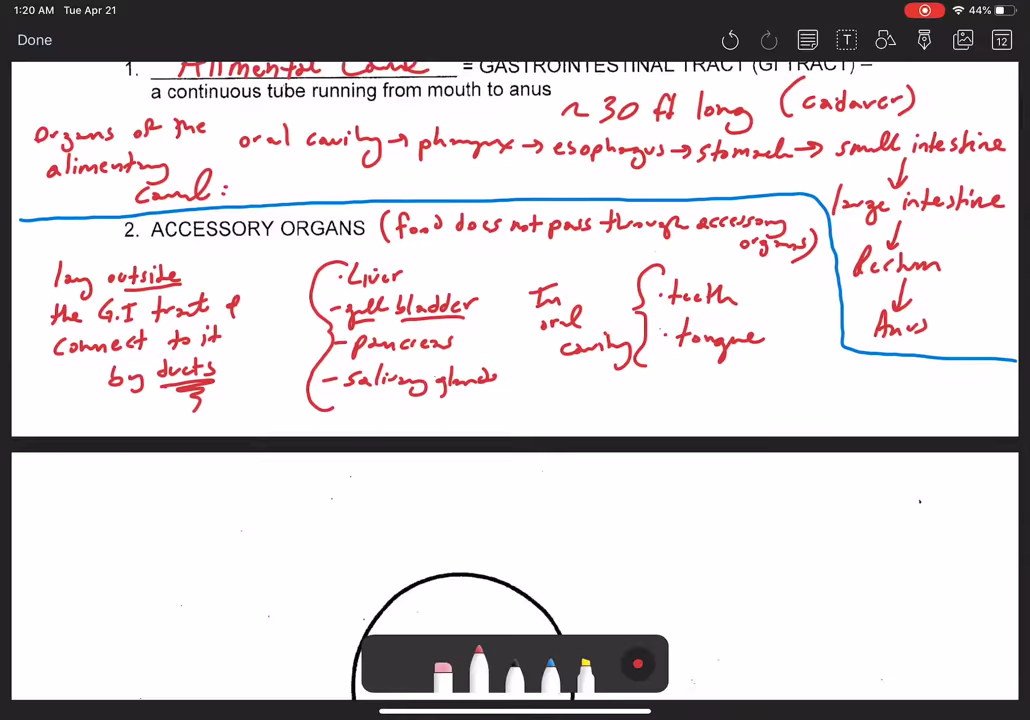 1:20 AM Tue Apr 21
44%
Done
T
12
1. Alimental Canal = GASTROINTESTINAL TRACT (GI TRACT) –
a continuous tube running from mouth to anus
~ 30 ft long (cadaver)
Organs of the
alimentary
Canal:
oral cavity → pharynx → esophagus → stomach → small intestine
↓
large intestine
↓
Rectum
↓
Anus
2. ACCESSORY ORGANS (food does not pass through accessory
organs)
lay outside
the G.I tract &
connect to it
by ducts
·Liver
-gall bladder
-pancreas
-salivary glands
In
oral
cavity
·teeth
·tongue